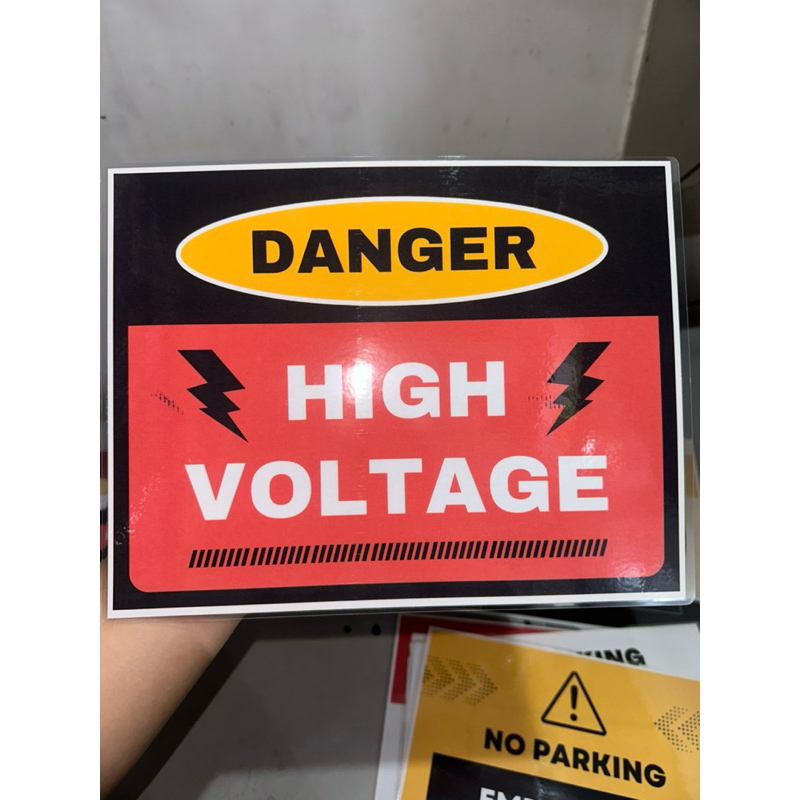 DANGER
HIGH
VOLTAGE
NO PARKING